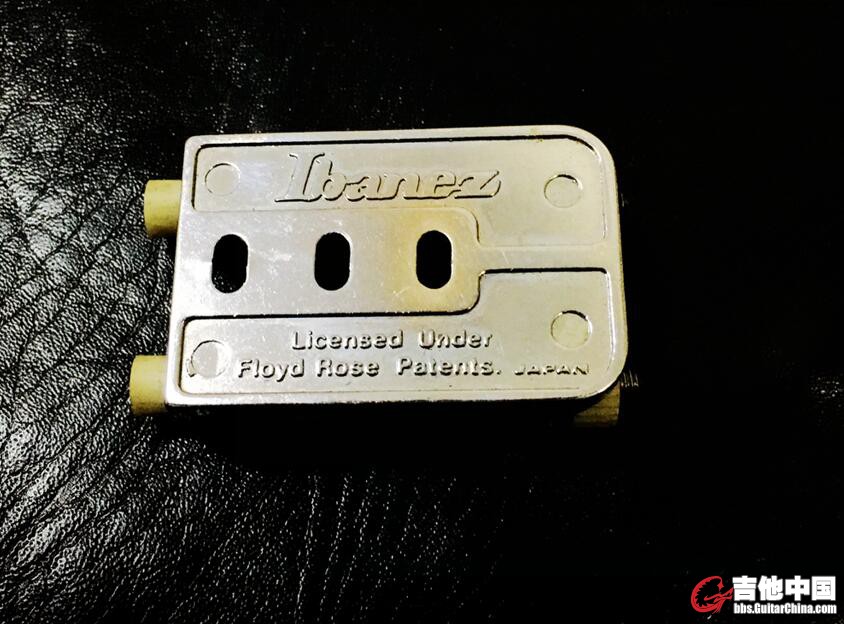 Ibanez
Licensed Under
Floyd Rose Patents. JAPAN
吉他中国
bbs.GuitarChina.com